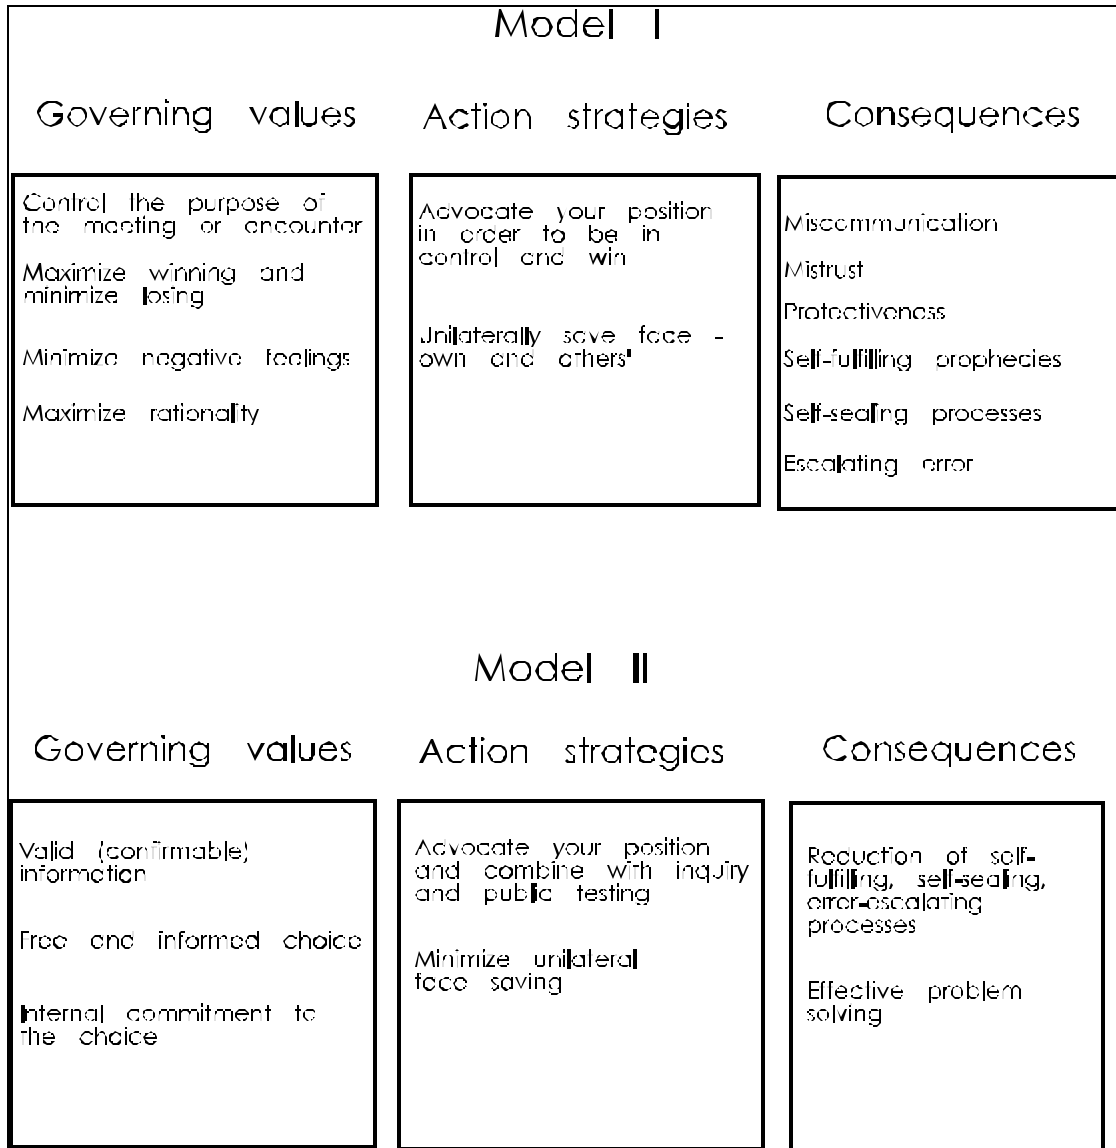 Model I
Governing values
Action strategies
Consequences
Control the purpose of
the meeting or encounter
Maximize winning and
minimize losing
Minimize negative feelings
Maximize rationality
Advocate your position
in order to be in
control and win
Unilaterally save face -
own and others'
Miscommunication
Mistrust
Protectiveness
Self-fulfilling prophecies
Self-sealing processes
Escalating error
Model II
Governing values
Action strategies
Consequences
Valid (confirmable)
information
Free and informed choice
Internal commitment to
the choice
Advocate your position
and combine with inquiry
and public testing
Minimize unilateral
face saving
Reduction of self-
fulfilling, self-sealing,
error-escalating
processes
Effective problem
solving